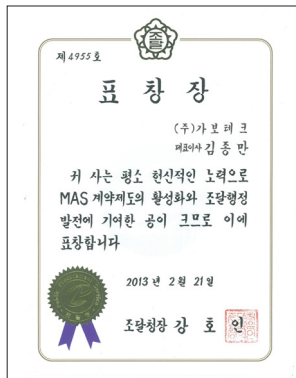 조달
제4955호
표창장
(주)가보테크
대표이사 김종만
귀 사는 평소 헌신적인 노력으로
MAS 계약제도의 활성화와 조달행정
발전에 기여한 공이 크므로 이에
표창합니다
2013년 2월 21일
조달청장 강호인